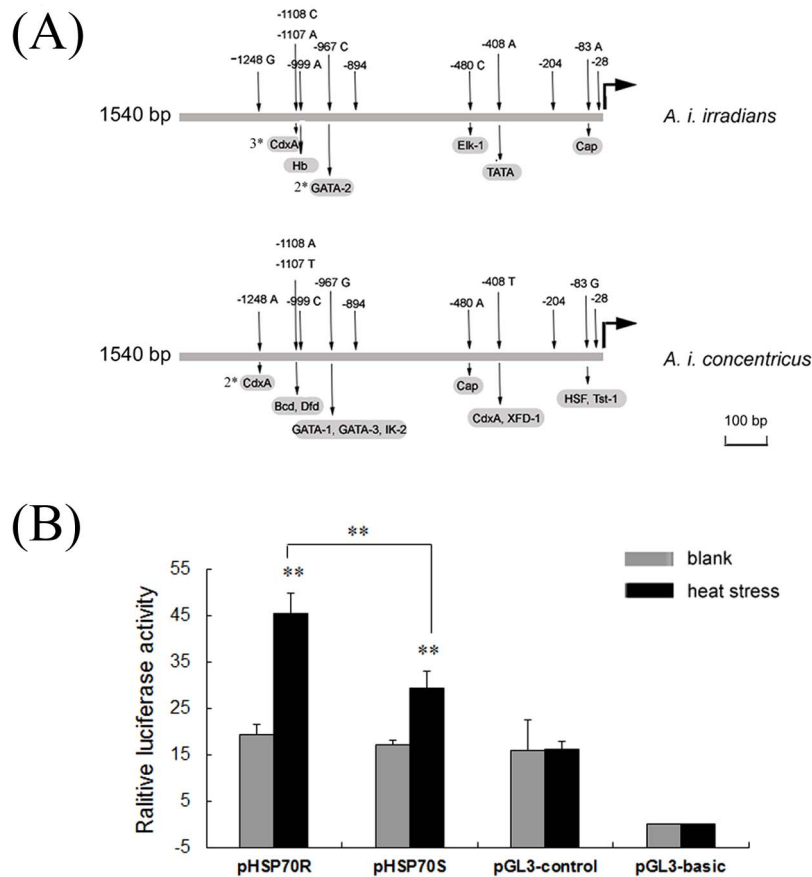 (A)
-1108 C
-1107 A
-967 C
-408 A
-83 A
-1248 G
-999 A
-894
-480 C
-204
-28
1540 bp
A. i. irradians
3* CdxA
Elk-1
Cap
Hb
TATA
2* GATA-2
-1108 A
-1107 T
-967 G
-408 T
-83 G
-1248 A
-999 C
-894
-480 A
-204
-28
1540 bp
A. i. concentricus
2* CdxA
Cap
HSF, Tst-1
Bcd, Dfd
CdxA, XFD-1
GATA-1, GATA-3, IK-2
100 bp
(B)
**
blank
heat stress
55
45
35
25
15
5
-5
Ralitive luciferase activity
**
**
pHSP70R
pHSP70S
pGL3-control
pGL3-basic